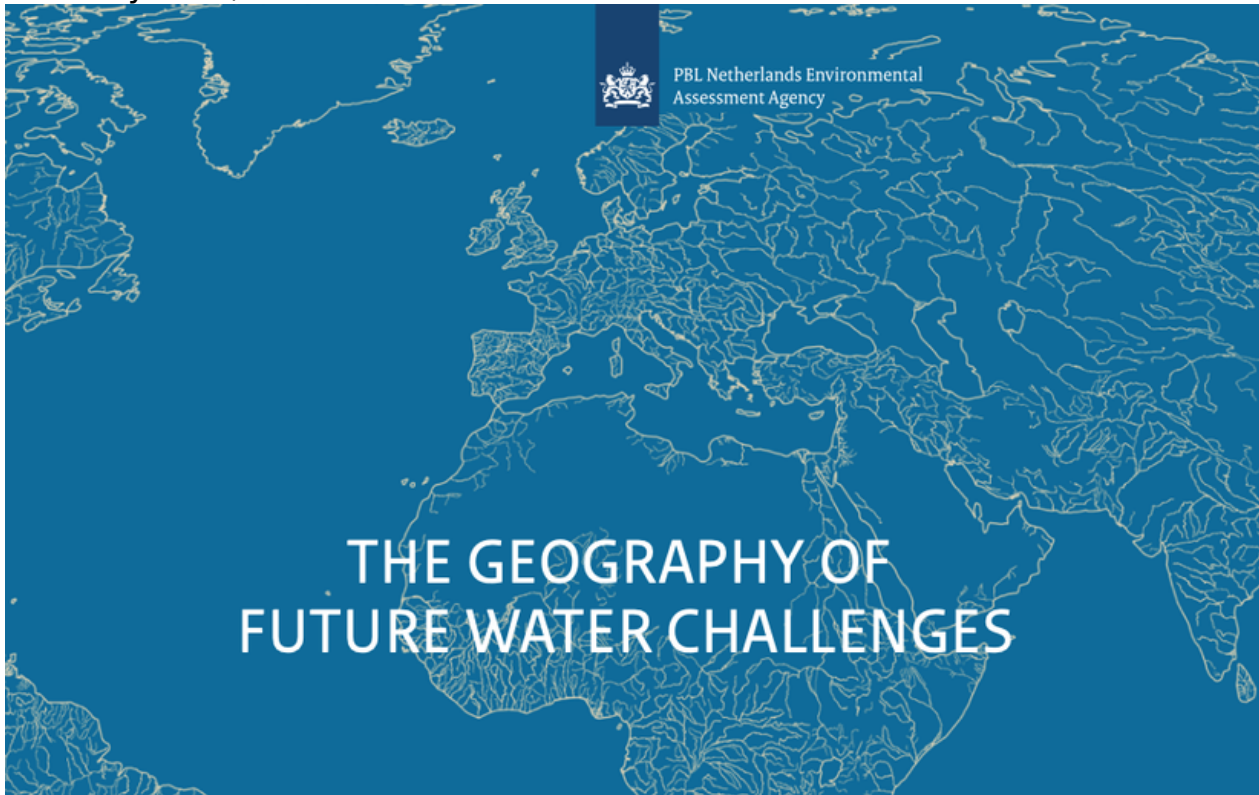 PBL Netherlands Environmental
Assessment Agency
THE GEOGRAPHY OF
FUTURE WATER CHALLENGES